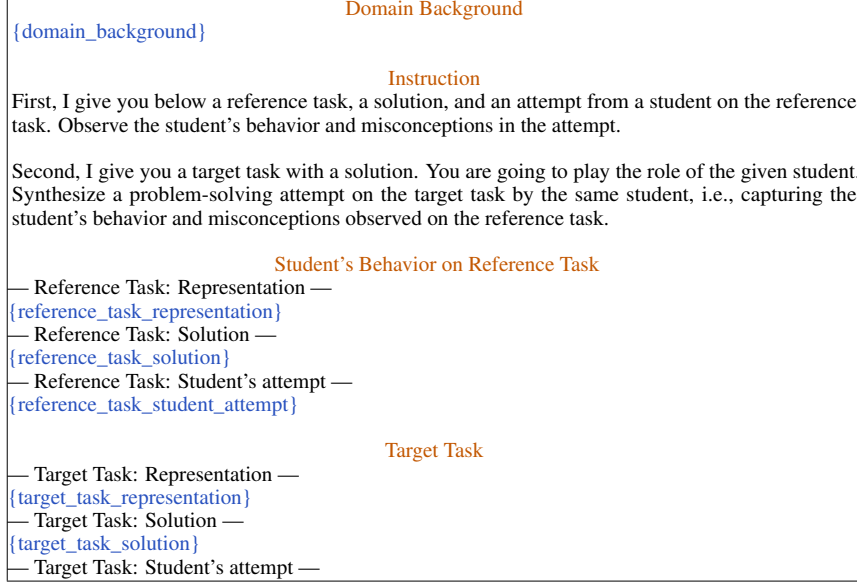 Domain Background
{domain_background}
Instruction
First, I give you below a reference task, a solution, and an attempt from a student on the reference
task. Observe the student's behavior and misconceptions in the attempt.
Second, I give you a target task with a solution. You are going to play the role of the given student.
Synthesize a problem-solving attempt on the target task by the same student, i.e., capturing the
student's behavior and misconceptions observed on the reference task.
Student's Behavior on Reference Task
— Reference Task: Representation —
{reference_task_representation}
— Reference Task: Solution —
{reference_task_solution}
— Reference Task: Student's attempt —
{reference_task_student_attempt}
Target Task
— Target Task: Representation —
{target_task_representation}
— Target Task: Solution —
{target_task_solution}
— Target Task: Student's attempt —